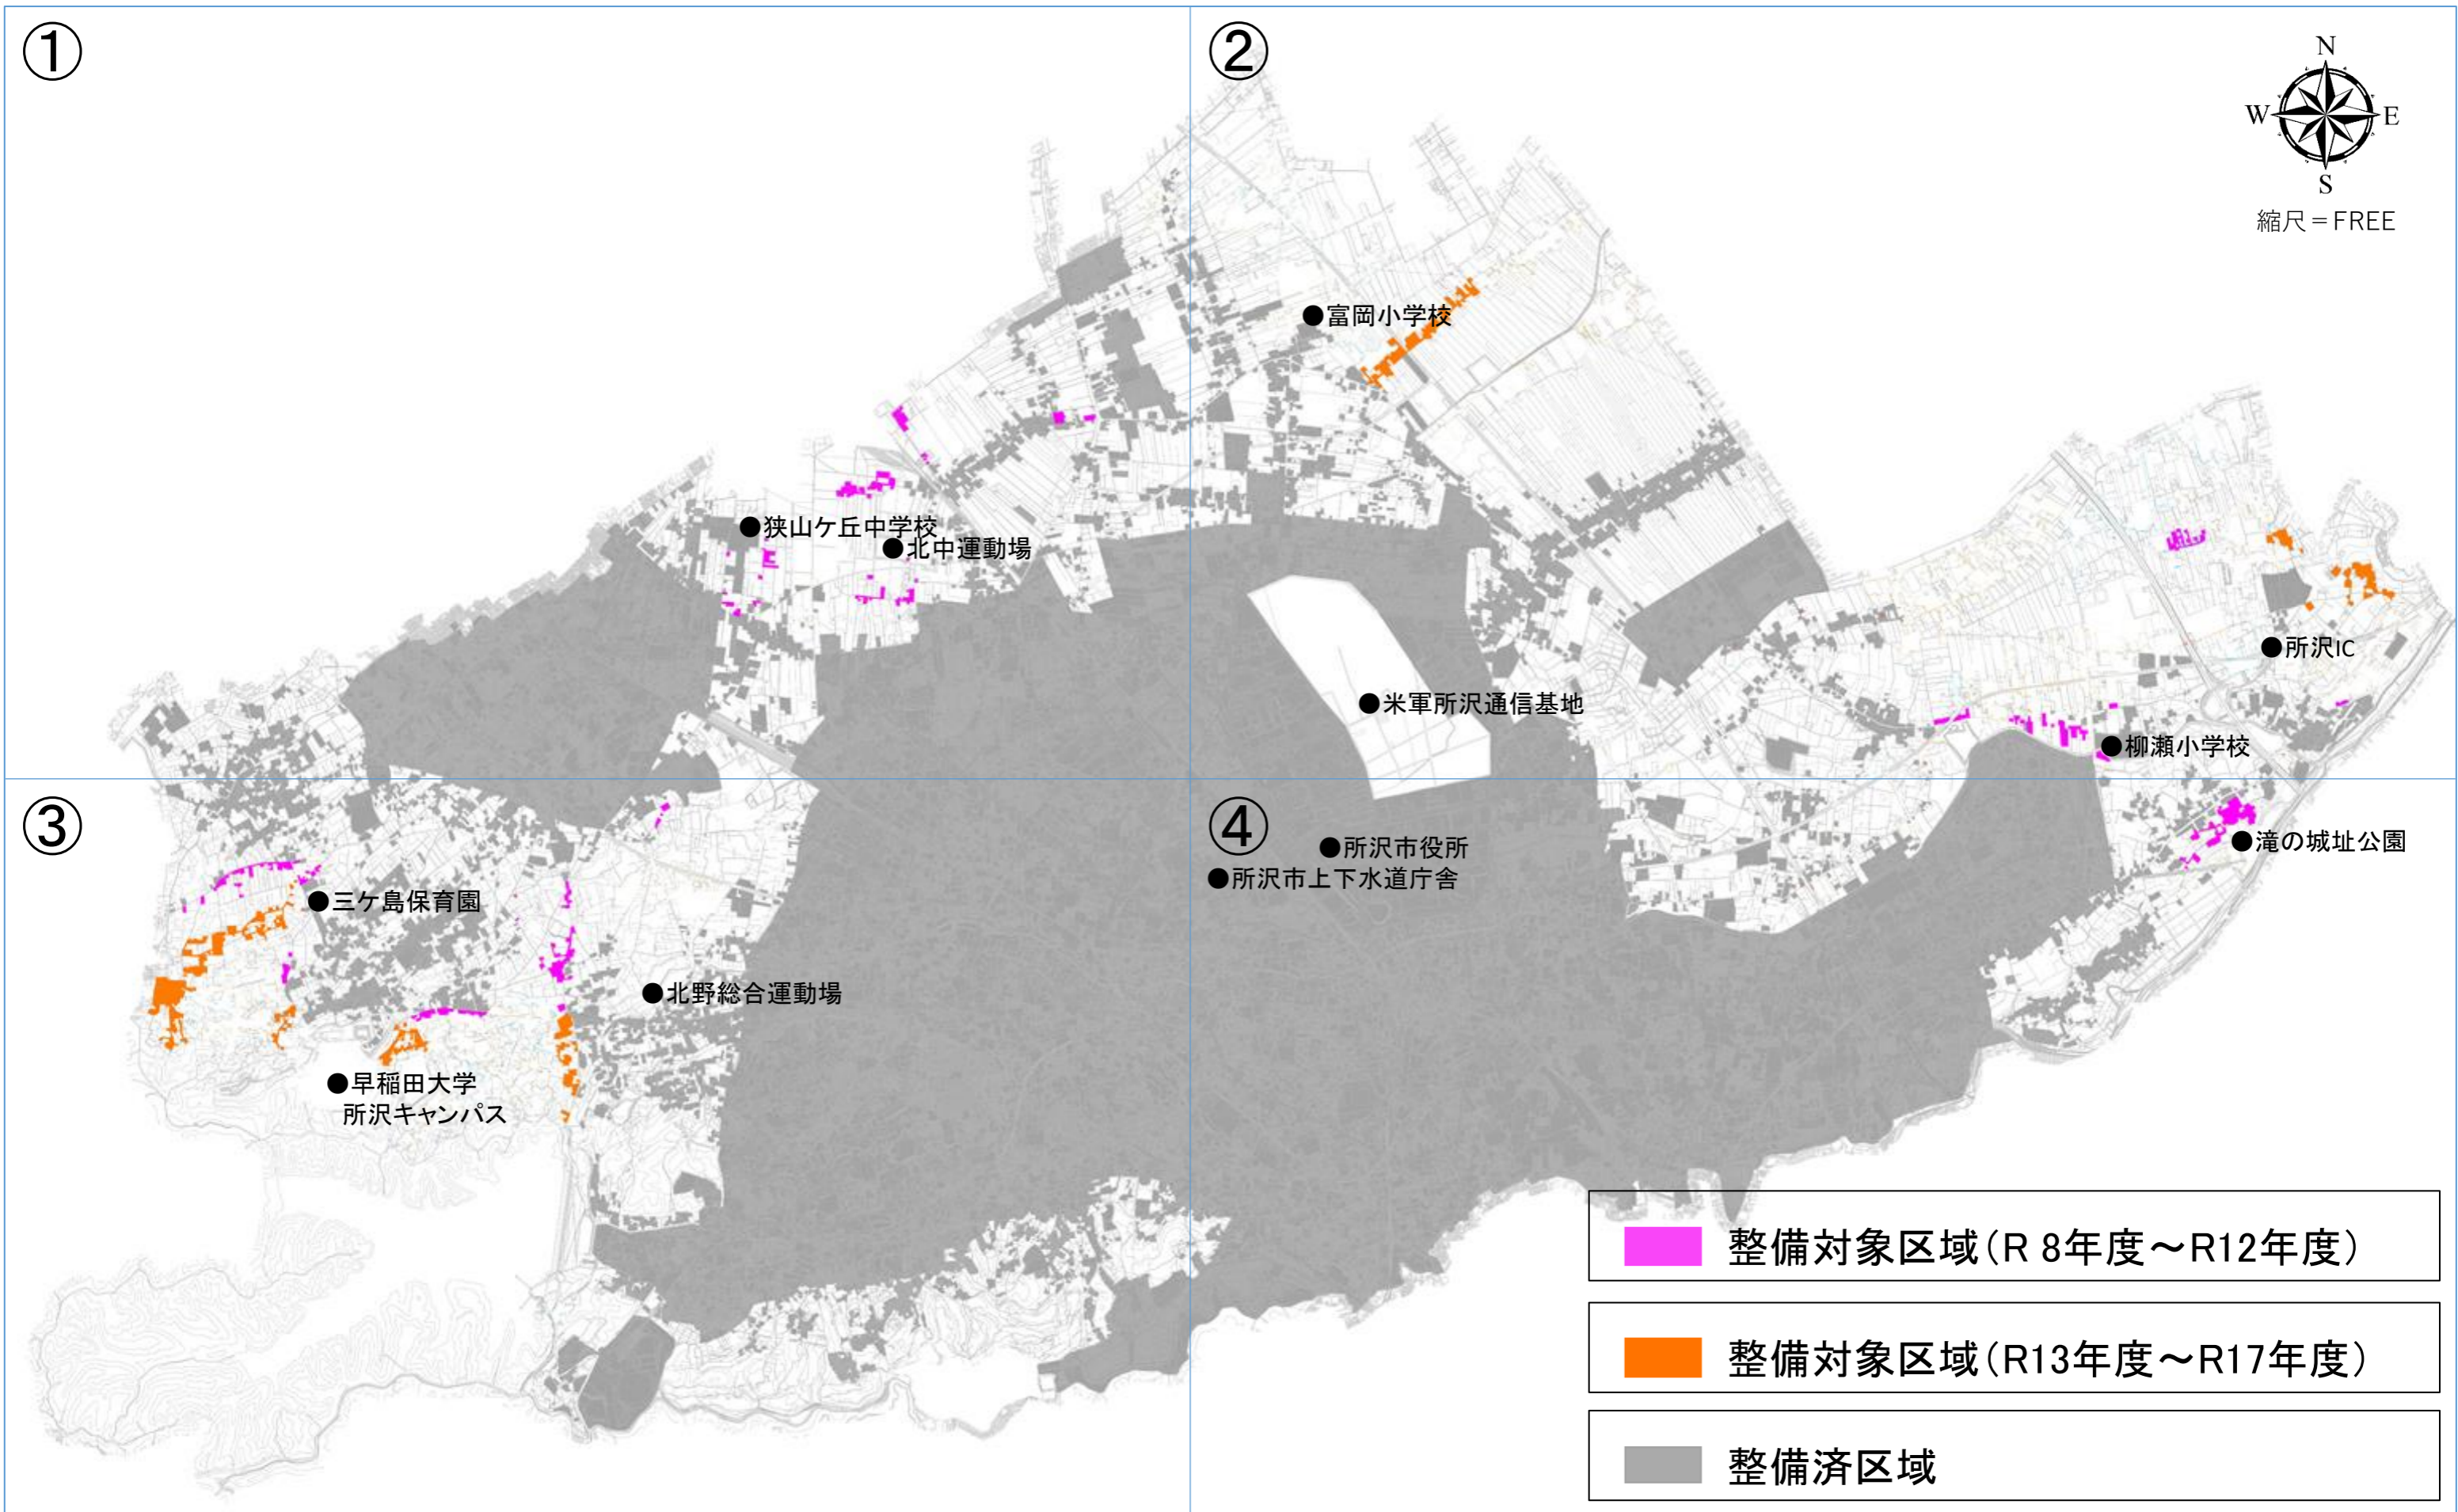 ①
②
N
W E
S
縮尺＝FREE
●富岡小学校
●狭山ケ丘中学校
●北中運動場
●所沢IC
●米軍所沢通信基地
●柳瀬小学校
③
④
●所沢市役所
●滝の城址公園
●所沢市上下水道庁舎
●三ケ島保育園
●北野総合運動場
●早稲田大学
所沢キャンパス
整備対象区域（R 8年度～R12年度）
整備対象区域（R13年度～R17年度）
整備済区域